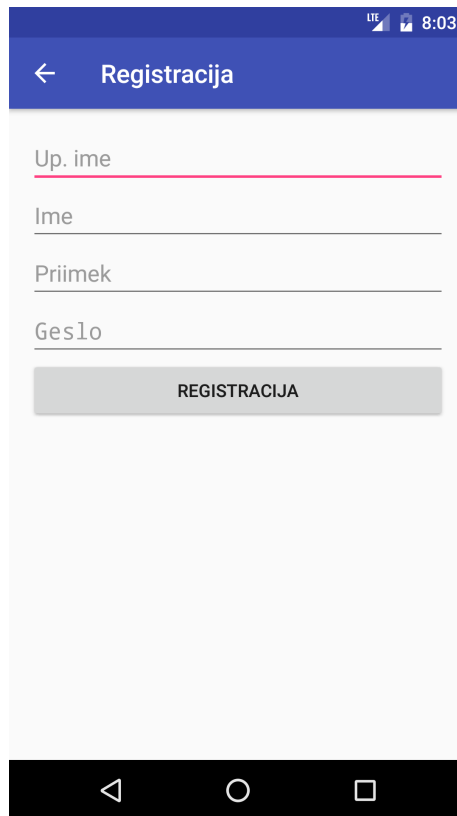 LTE 8:03
Registracija
Up. ime
Ime
Priimek
Geslo
REGISTRACIJA